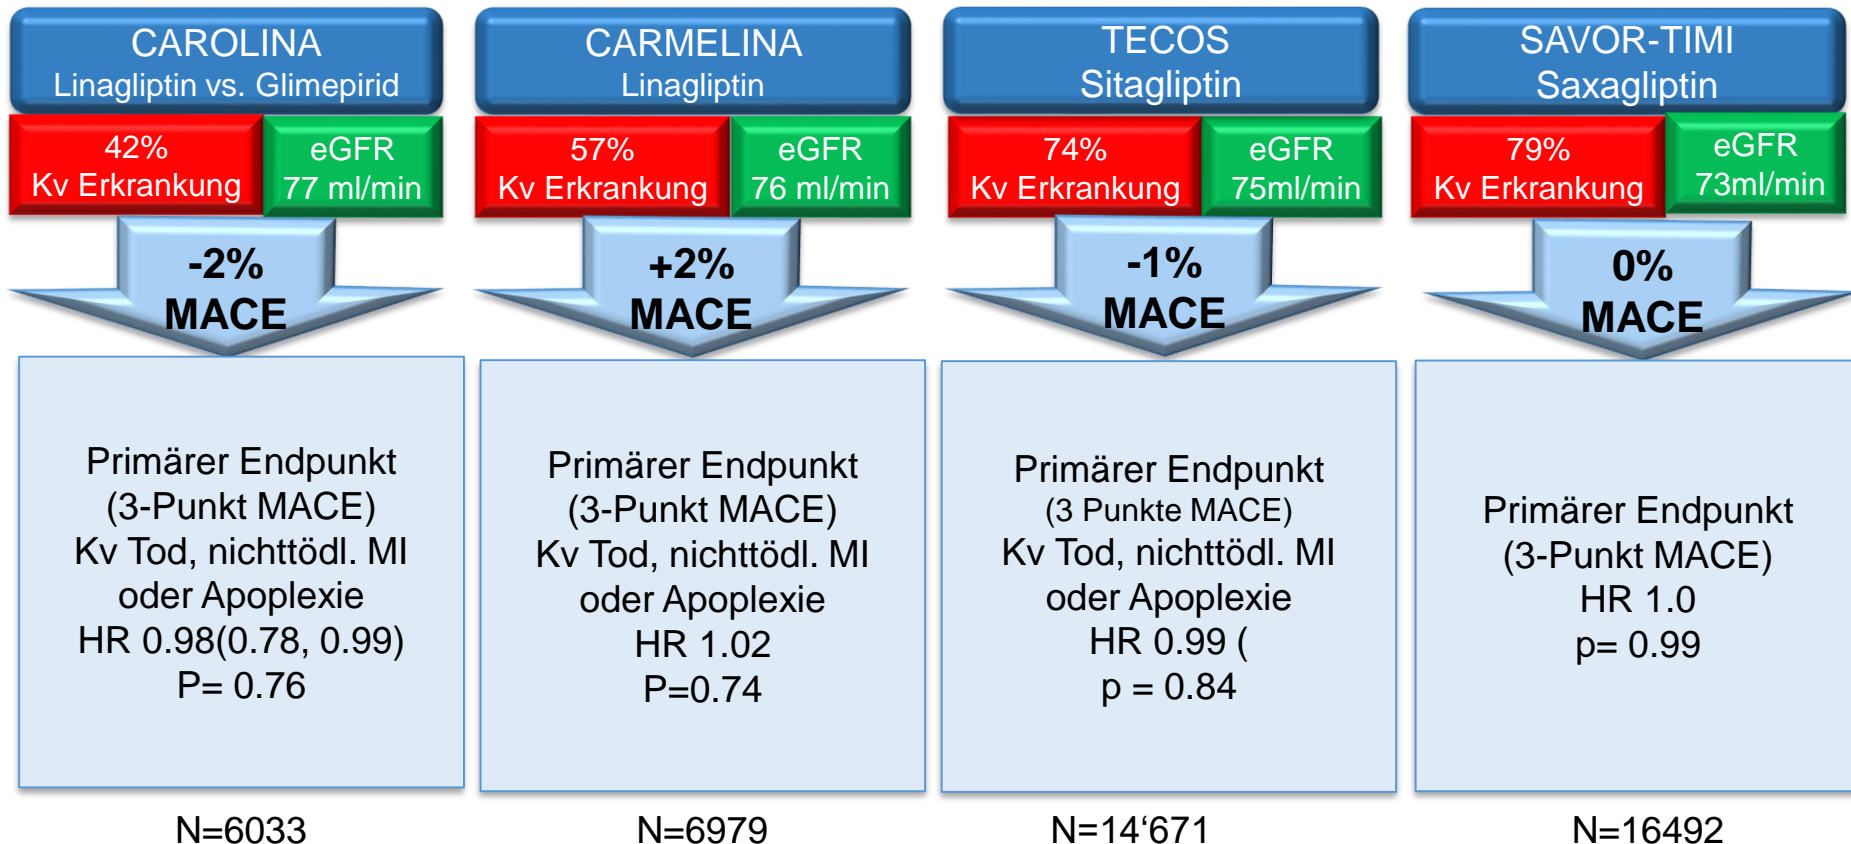 CAROLINA
Linagliptin vs. Glimepirid
42%
Kv Erkrankung
eGFR
77 ml/min
-2%
MACE
Primärer Endpunkt
(3-Punkt MACE)
Kv Tod, nichttödl. MI
oder Apoplexie
HR 0.98(0.78, 0.99)
P= 0.76
N=6033
CARMELINA
Linagliptin
57%
Kv Erkrankung
eGFR
76 ml/min
+2%
MACE
Primärer Endpunkt
(3-Punkt MACE)
Kv Tod, nichttödl. MI
oder Apoplexie
HR 1.02
P=0.74
N=6979
TECOS
Sitagliptin
74%
Kv Erkrankung
eGFR
75ml/min
-1%
MACE
Primärer Endpunkt
(3 Punkte MACE)
Kv Tod, nichttödl. MI
oder Apoplexie
HR 0.99 (
p = 0.84
N=14‘671
SAVOR-TIMI
Saxagliptin
79%
Kv Erkrankung
eGFR
73ml/min
0%
MACE
Primärer Endpunkt
(3-Punkt MACE)
HR 1.0
p= 0.99
N=16492